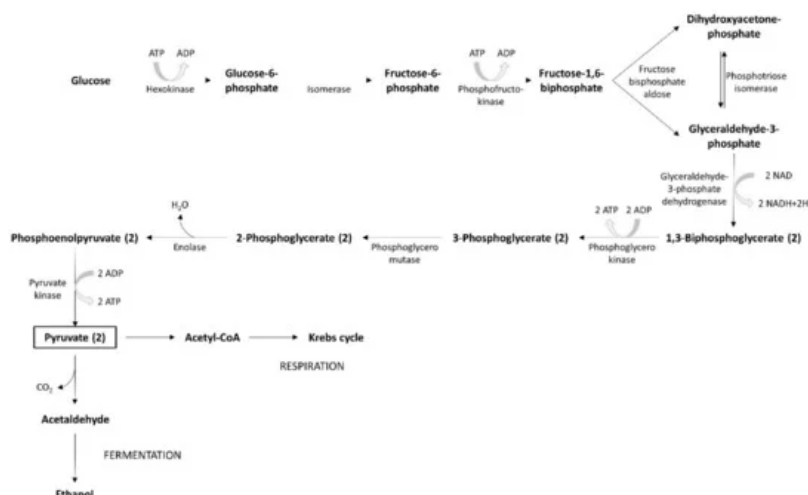 Dihydroxyacetone-
phosphate
ATP ADP
ATP ADP
Glucose
Hexokinase
Glucose-6-
phosphate
Isomerase
Fructose-6-
phosphate
Phosphofructo-
kinase
Fructose-1,6-
biphosphate
Fructose
bisphosphate
aldose
Phosphotriose
isomerase
Glyceraldehyde-3-
phosphate
Glyceraldehyde-
3-phosphate
dehydrogenase
2 NAD
2 NADH+2H
H2O
2 ATP 2 ADP
Phosphoenolpyruvate (2)
Enolase
2-Phosphoglycerate (2)
Phosphoglycero
mutase
3-Phosphoglycerate (2)
Phosphoglycero
kinase
1,3-Biphosphoglycerate (2)
Pyruvate
kinase
2 ADP
2 ATP
Pyruvate (2)
Acetyl-CoA
Krebs cycle
RESPIRATION
CO2
Acetaldehyde
FERMENTATION
Ethanol